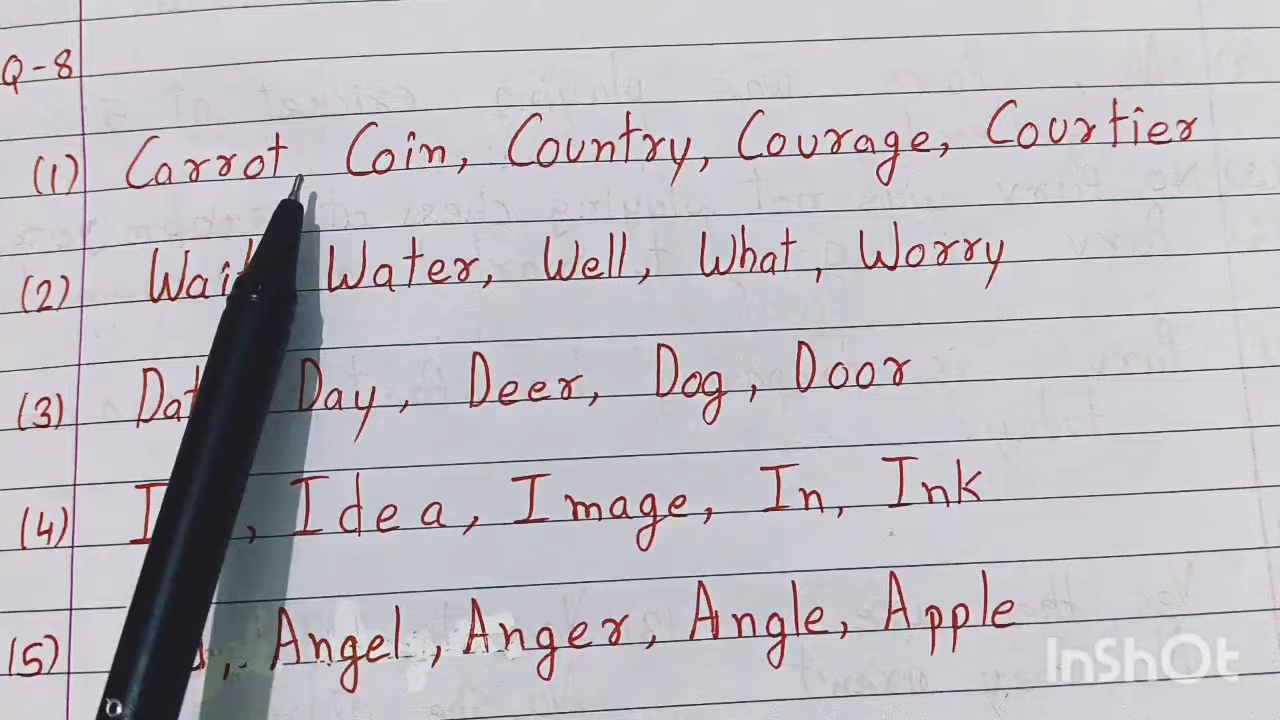 Q-8
(1) Carrot, Coin, Country, Courage, Courtier
(2) Water, Well, What, Worry
(3) Day, Deer, Dog, Door
(4) Idea, Image, In, Ink
(5) Angel, Anger, Angle, Apple
InShOt